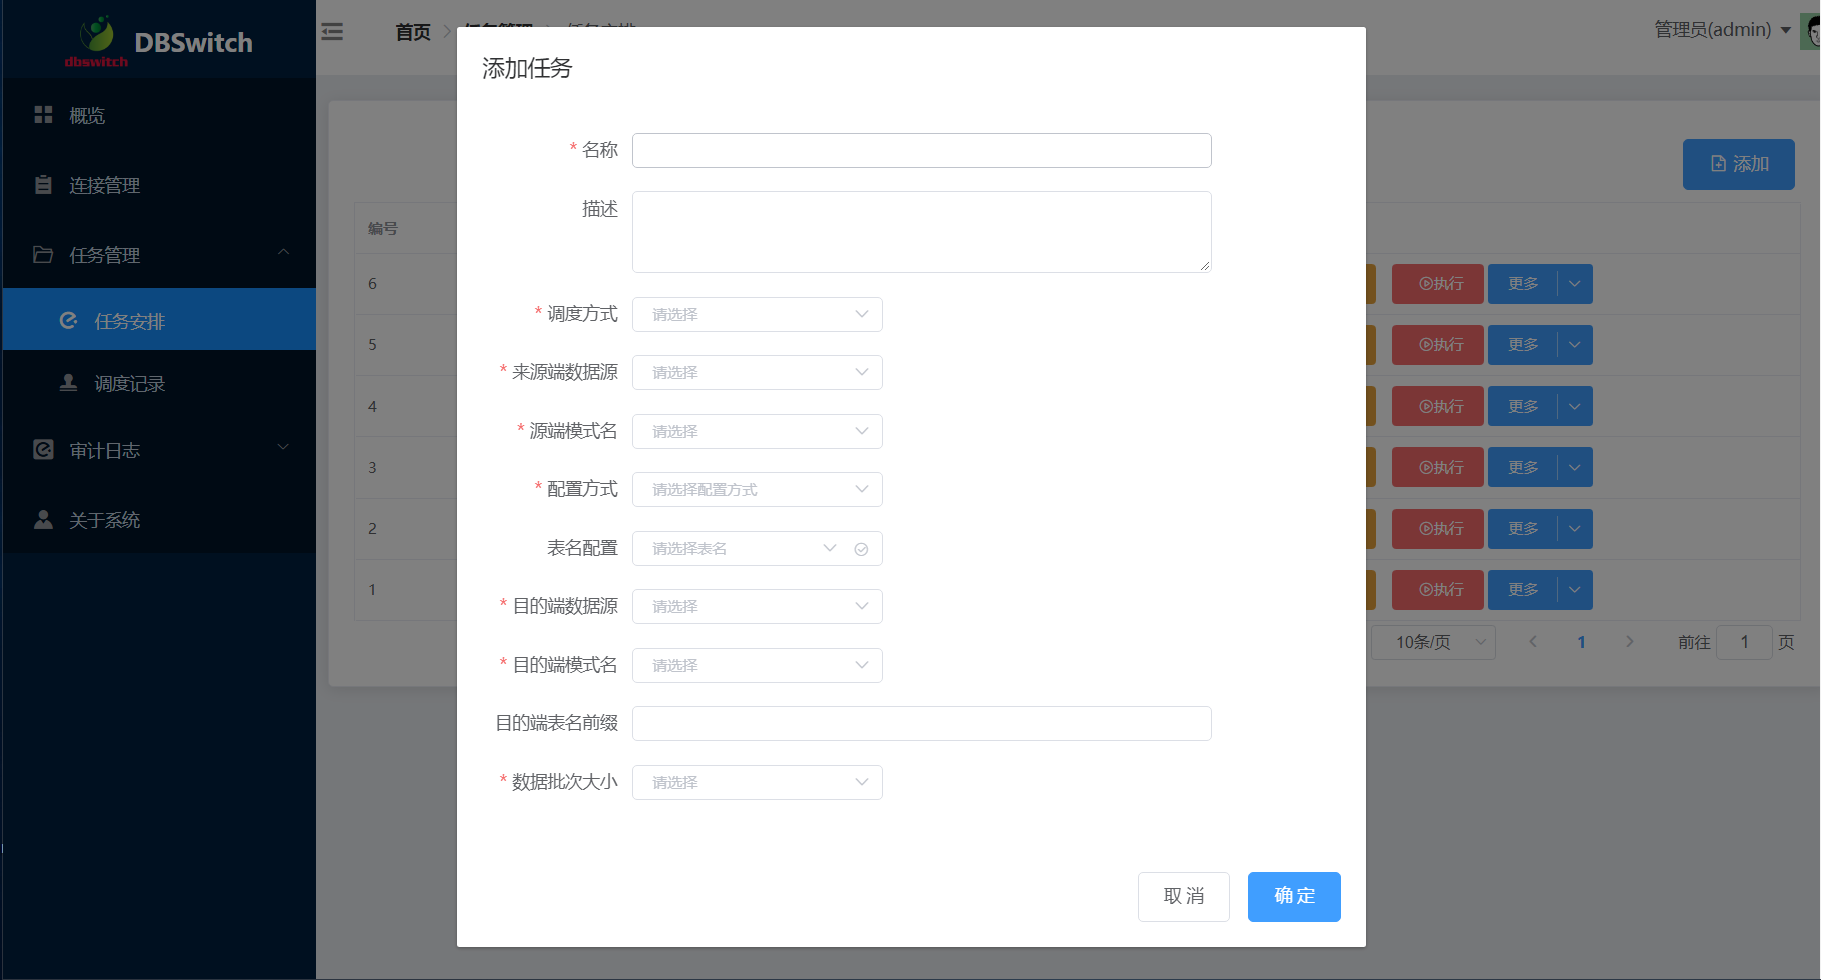 dbswitch
DBSwitch
概览
连接管理
任务管理
任务安排
调度记录
审计日志
关于系统
首页
任务管理
任务安排
管理员(admin)
添加
编号
6
执行
更多
5
执行
更多
4
执行
更多
3
执行
更多
2
执行
更多
1
执行
更多
10条/页
1
前往
1
页
添加任务
* 名称
描述
* 调度方式
请选择
* 来源端数据源
请选择
* 源端模式名
请选择
* 配置方式
请选择配置方式
表名配置
请选择表名
* 目的端数据源
请选择
* 目的端模式名
请选择
目的端表名前缀
* 数据批次大小
请选择
取 消
确 定